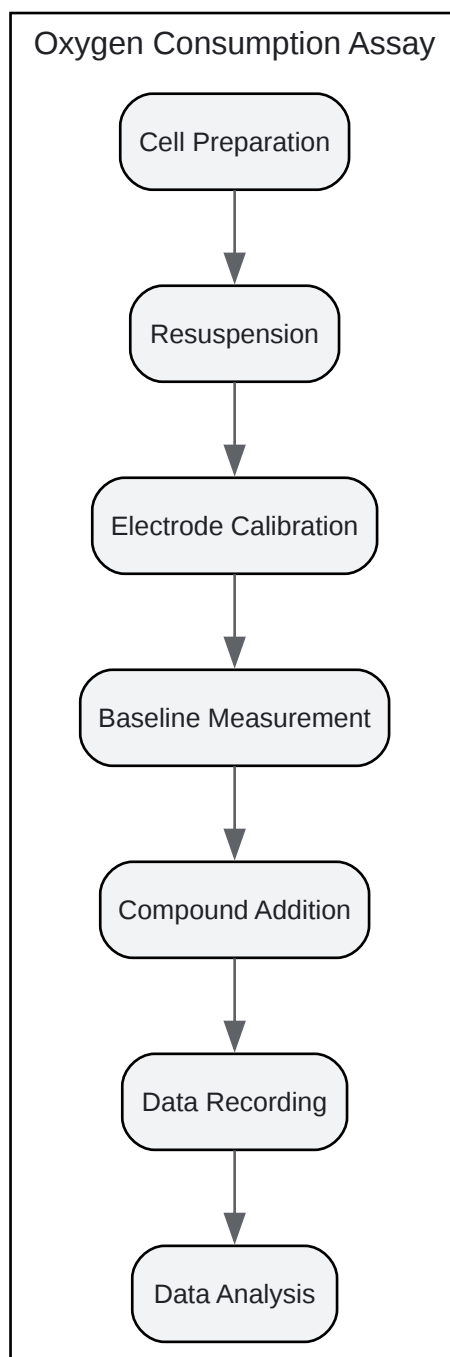 Oxygen Consumption Assay
Cell Preparation
Resuspension
Electrode Calibration
Baseline Measurement
Compound Addition
Data Recording
Data Analysis